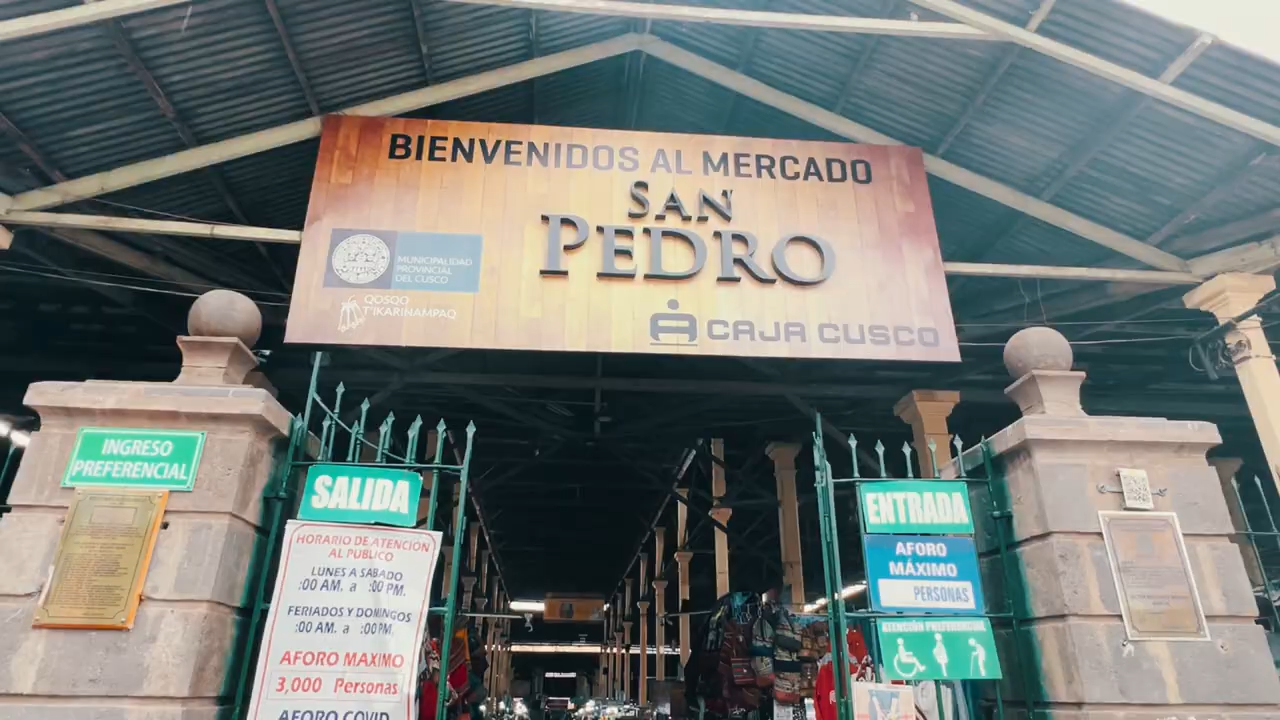 BIENVENIDOS AL MERCADO
SAN
PEDRO
MUNICIPALIDAD
PROVINCIAL
DEL CUSCO
QOSQO
T'IKARINAMPAQ
CAJA CUSCO
INGRESO
PREFERENCIAL
SALIDA
HORARIO DE ATENCIÓN
AL PUBLICO
LUNES A SABADO
:00 AM. a :00 PM.
FERIADOS Y DOMINGOS
:00 AM. a :00 PM.
AFORO MAXIMO
3,000 Personas
AFORO COVID
ENTRADA
AFORO
MÁXIMO
PERSONAS
ATENCIÓN PREFERENCIAL